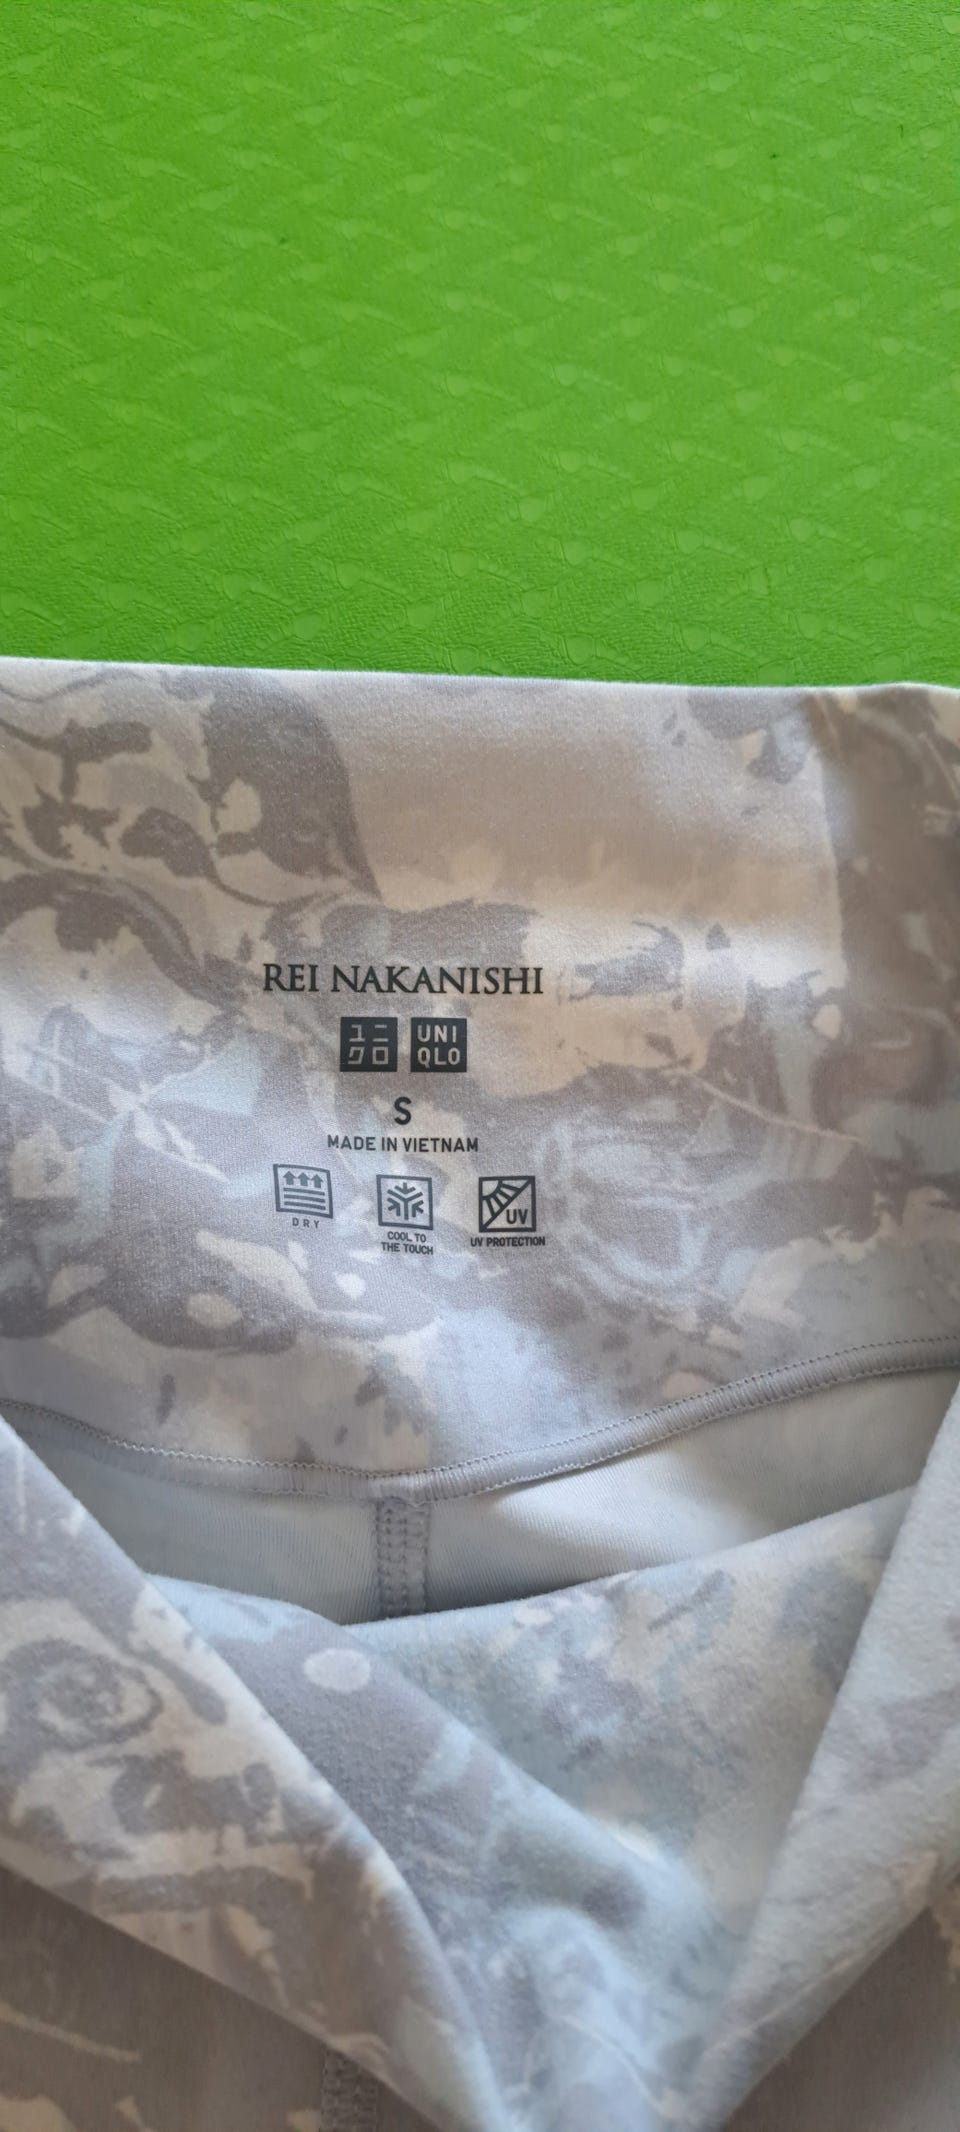 REI NAKANISHI
ユニ UNI
クロ QLO
S
MADE IN VIETNAM
DRY
COOL TO
THE TOUCH
UV
UV PROTECTION